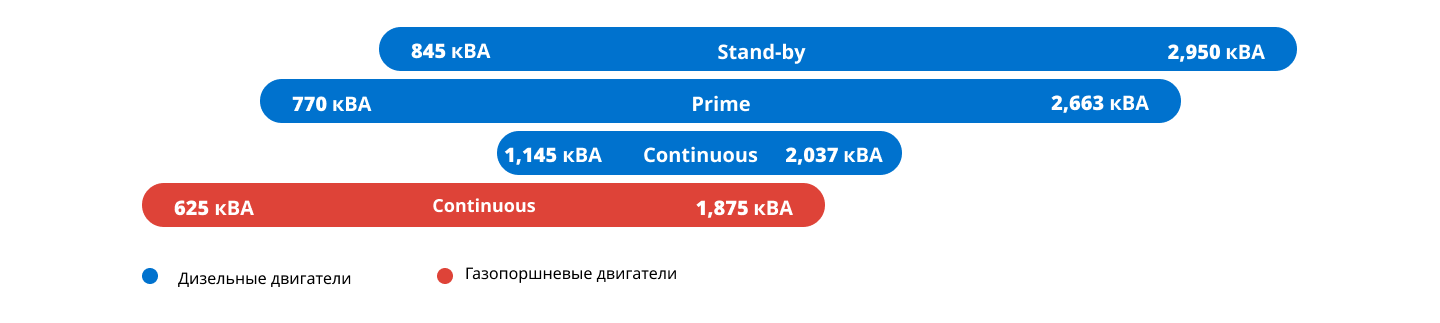 845 кВА Stand-by 2,950 кВА
770 кВА Prime 2,663 кВА
1,145 кВА Continuous 2,037 кВА
625 кВА Continuous 1,875 кВА
Дизельные двигатели Газопоршневые двигатели